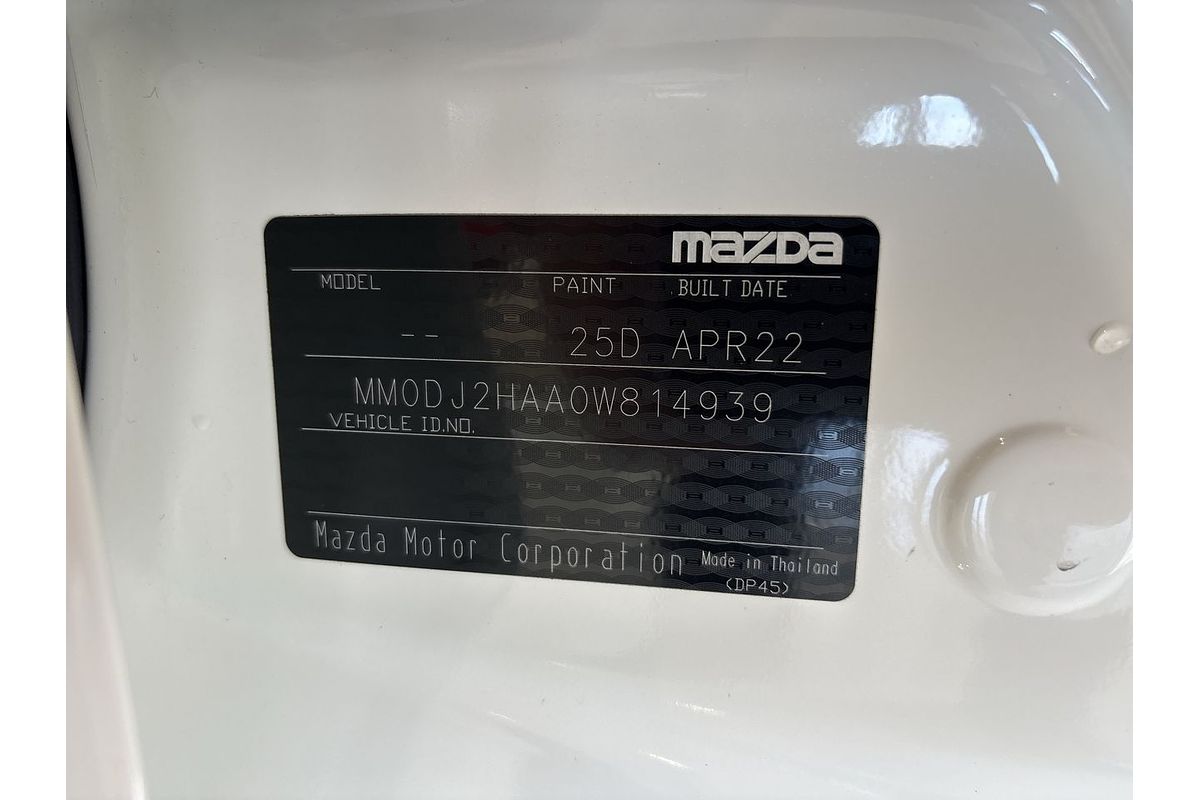 mazda
MODEL PAINT BUILT DATE
-- 25D APR22
MM0DJ2HAA0W814939
VEHICLE ID.NO.
Mazda Motor Corporation Made in Thailand
(DP45)